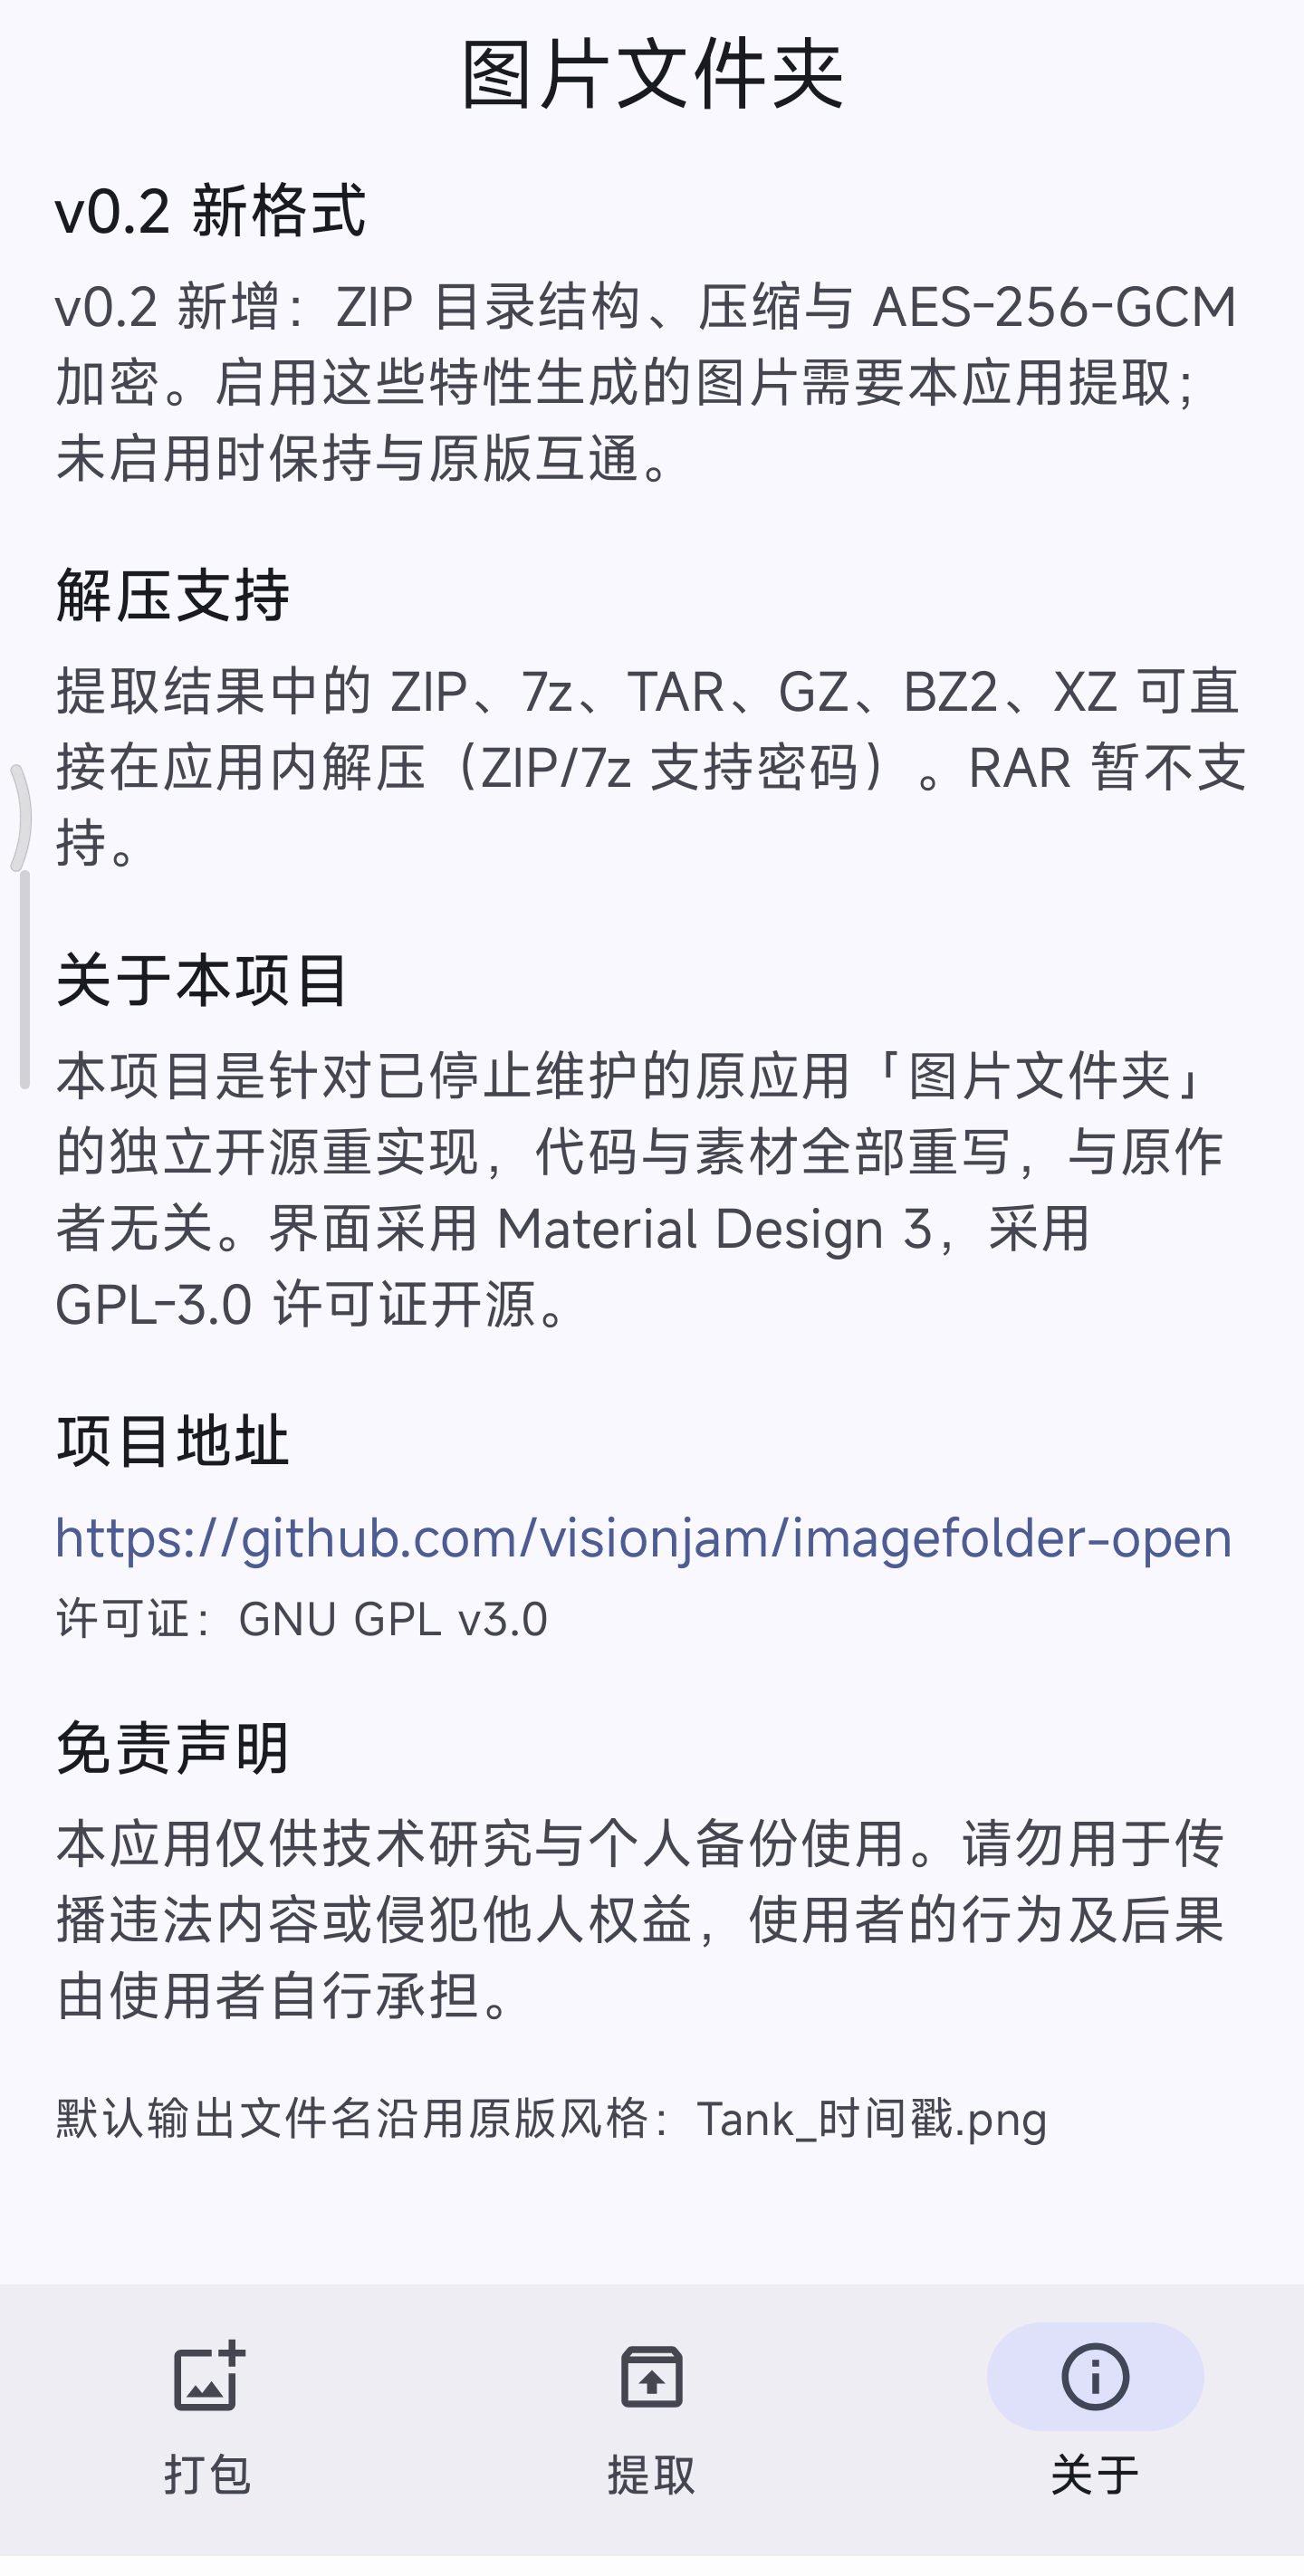 图片文件夹
v0.2 新格式
v0.2 新增：ZIP 目录结构、压缩与 AES-256-GCM
加密。启用这些特性生成的图片需要本应用提取；
未启用时保持与原版互通。
解压支持
提取结果中的 ZIP、7z、TAR、GZ、BZ2、XZ 可直
接在应用内解压（ZIP/7z 支持密码）。RAR 暂不支
持。
关于本项目
本项目是针对已停止维护的原应用「图片文件夹」
的独立开源重实现，代码与素材全部重写，与原作
者无关。界面采用 Material Design 3，采用
GPL-3.0 许可证开源。
项目地址
https://github.com/visionjam/imagefolder-open
许可证：GNU GPL v3.0
免责声明
本应用仅供技术研究与个人备份使用。请勿用于传
播违法内容或侵犯他人权益，使用者的行为及后果
由使用者自行承担。
默认输出文件名沿用原版风格：Tank_时间戳.png
打包
提取
关于